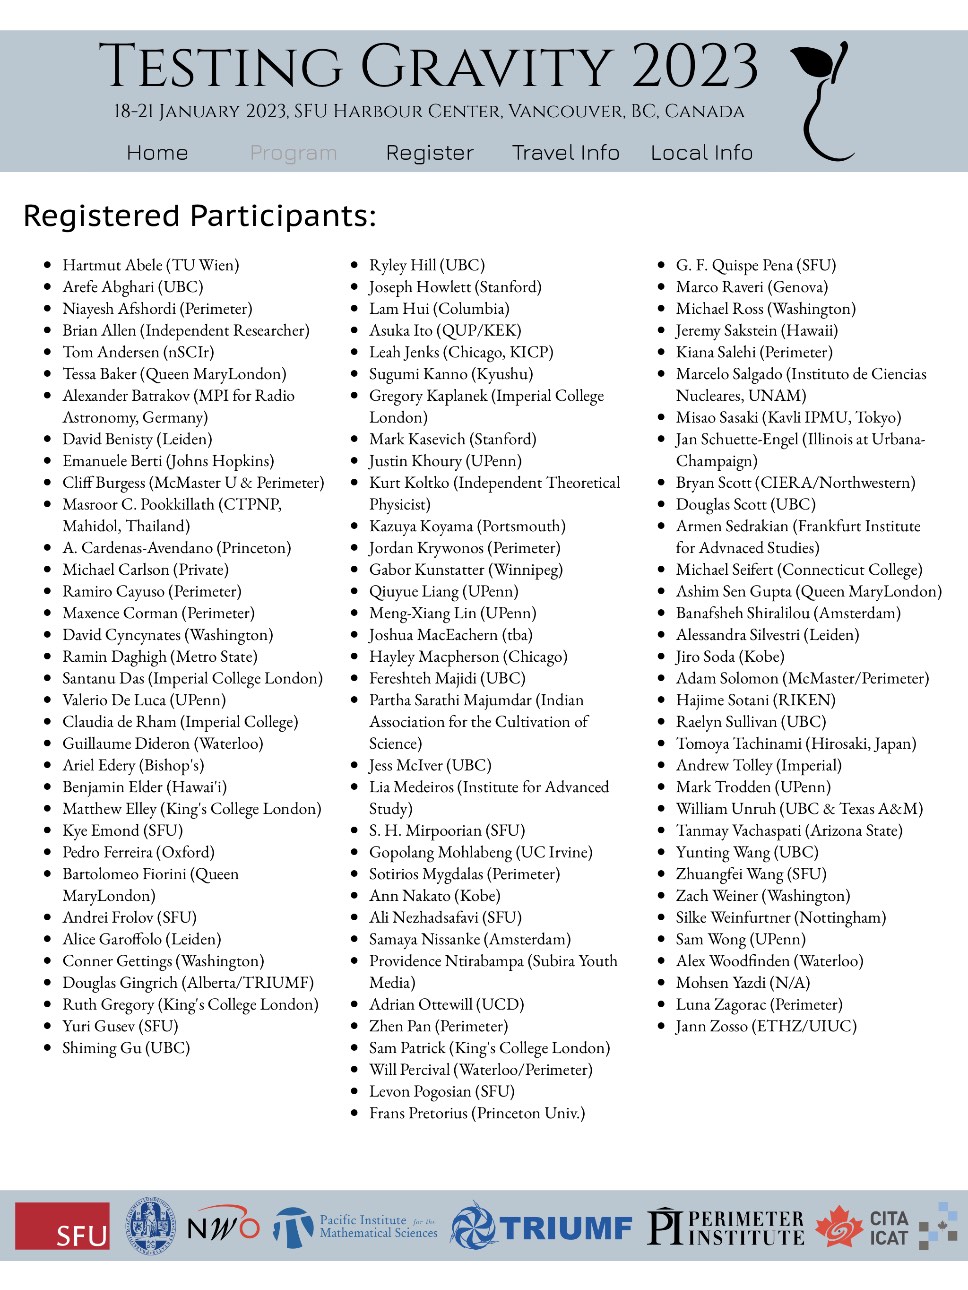 TESTING GRAVITY 2023
18-21 JANUARY 2023, SFU HARBOUR CENTER, VANCOUVER, BC, CANADA
Home Program Register Travel Info Local Info
Registered Participants:
Hartmut Abele (TU Wien)
Arefe Abghari (UBC)
Niayesh Afshordi (Perimeter)
Brian Allen (Independent Researcher)
Tom Andersen (nSCIr)
Tessa Baker (Queen MaryLondon)
Alexander Batrakov (MPI for Radio
Astronomy, Germany)
David Benisty (Leiden)
Emanuele Berti (Johns Hopkins)
Cliff Burgess (McMaster U & Perimeter)
Masroor C. Pookkillath (CTPNP,
Mahidol, Thailand)
A. Cardenas-Avendano (Princeton)
Michael Carlson (Private)
Ramiro Cayuso (Perimeter)
Maxence Corman (Perimeter)
David Cyncynates (Washington)
Ramin Daghigh (Metro State)
Santanu Das (Imperial College London)
Valerio De Luca (UPenn)
Claudia de Rham (Imperial College)
Guillaume Dideron (Waterloo)
Ariel Edery (Bishop's)
Benjamin Elder (Hawai'i)
Matthew Elley (King's College London)
Kye Emond (SFU)
Pedro Ferreira (Oxford)
Bartolomeo Fiorini (Queen
MaryLondon)
Andrei Frolov (SFU)
Alice Garoffolo (Leiden)
Conner Gettings (Washington)
Douglas Gingrich (Alberta/TRIUMF)
Ruth Gregory (King's College London)
Yuri Gusev (SFU)
Shiming Gu (UBC)
Ryley Hill (UBC)
Joseph Howlett (Stanford)
Lam Hui (Columbia)
Asuka Ito (QUP/KEK)
Leah Jenks (Chicago, KICP)
Sugumi Kanno (Kyushu)
Gregory Kaplanek (Imperial College
London)
Mark Kasevich (Stanford)
Justin Khoury (UPenn)
Kurt Koltko (Independent Theoretical
Physicist)
Kazuya Koyama (Portsmouth)
Jordan Krywonos (Perimeter)
Gabor Kunstatter (Winnipeg)
Qiuyue Liang (UPenn)
Meng-Xiang Lin (UPenn)
Joshua MacEachern (tba)
Hayley Macpherson (Chicago)
Fereshteh Majidi (UBC)
Partha Sarathi Majumdar (Indian
Association for the Cultivation of
Science)
Jess McIver (UBC)
Lia Medeiros (Institute for Advanced
Study)
S. H. Mirpoorian (SFU)
Gopolang Mohlabeng (UC Irvine)
Sotirios Mygdalas (Perimeter)
Ann Nakato (Kobe)
Ali Nezhadsafavi (SFU)
Samaya Nissanke (Amsterdam)
Providence Ntirabampa (Subira Youth
Media)
Adrian Ottewill (UCD)
Zhen Pan (Perimeter)
Sam Patrick (King's College London)
Will Percival (Waterloo/Perimeter)
Levon Pogosian (SFU)
Frans Pretorius (Princeton Univ.)
G. F. Quispe Pena (SFU)
Marco Raveri (Genova)
Michael Ross (Washington)
Jeremy Sakstein (Hawaii)
Kiana Salehi (Perimeter)
Marcelo Salgado (Instituto de Ciencias
Nucleares, UNAM)
Misao Sasaki (Kavli IPMU, Tokyo)
Jan Schuette-Engel (Illinois at Urbana-
Champaign)
Bryan Scott (CIERA/Northwestern)
Douglas Scott (UBC)
Armen Sedrakian (Frankfurt Institute
for Advnaced Studies)
Michael Seifert (Connecticut College)
Ashim Sen Gupta (Queen MaryLondon)
Banafsheh Shiralilou (Amsterdam)
Alessandra Silvestri (Leiden)
Jiro Soda (Kobe)
Adam Solomon (McMaster/Perimeter)
Hajime Sotani (RIKEN)
Raelyn Sullivan (UBC)
Tomoya Tachinami (Hirosaki, Japan)
Andrew Tolley (Imperial)
Mark Trodden (UPenn)
William Unruh (UBC & Texas A&M)
Tanmay Vachaspati (Arizona State)
Yunting Wang (UBC)
Zhuangfei Wang (SFU)
Zach Weiner (Washington)
Silke Weinfurtner (Nottingham)
Sam Wong (UPenn)
Alex Woodfinden (Waterloo)
Mohsen Yazdi (N/A)
Luna Zagorac (Perimeter)
Jann Zosso (ETHZ/UIUC)
SFU
NWO
Pacific Institute for the
Mathematical Sciences
TRIUMF
PI PERIMETER
INSTITUTE
CITA
ICAT